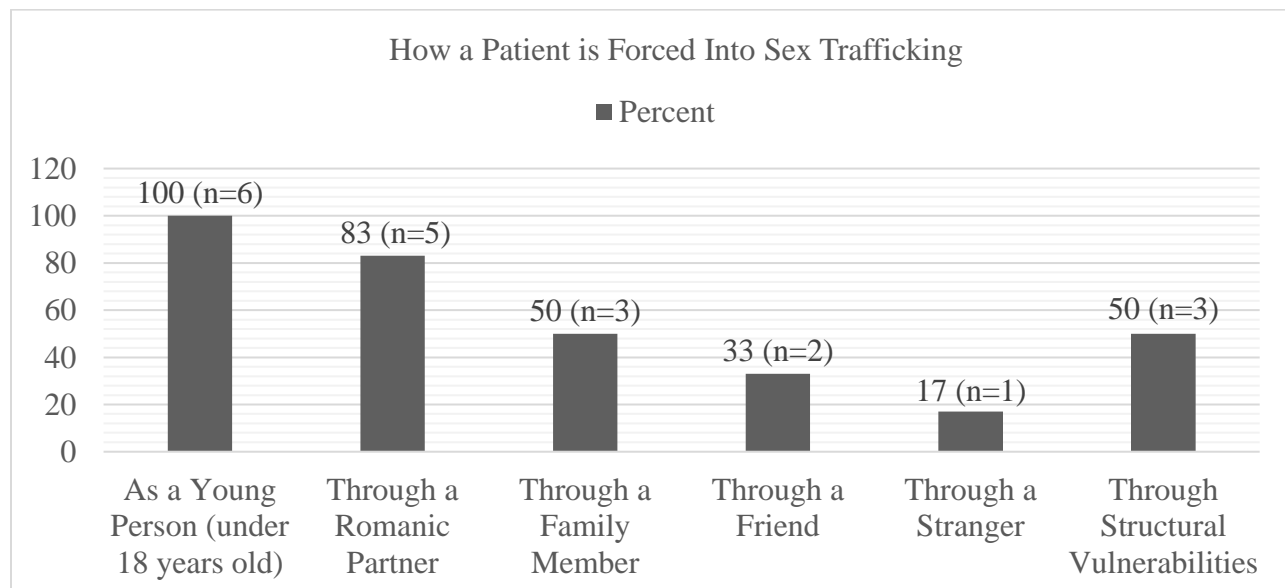 How a Patient is Forced Into Sex Trafficking
Percent
120
100
80
60
40
20
0
100 (n=6)
83 (n=5)
50 (n=3)
33 (n=2)
17 (n=1)
50 (n=3)
As a Young
Person (under
18 years old)
Through a
Romanic
Partner
Through a
Family
Member
Through a
Friend
Through a
Stranger
Through
Structural
Vulnerabilities